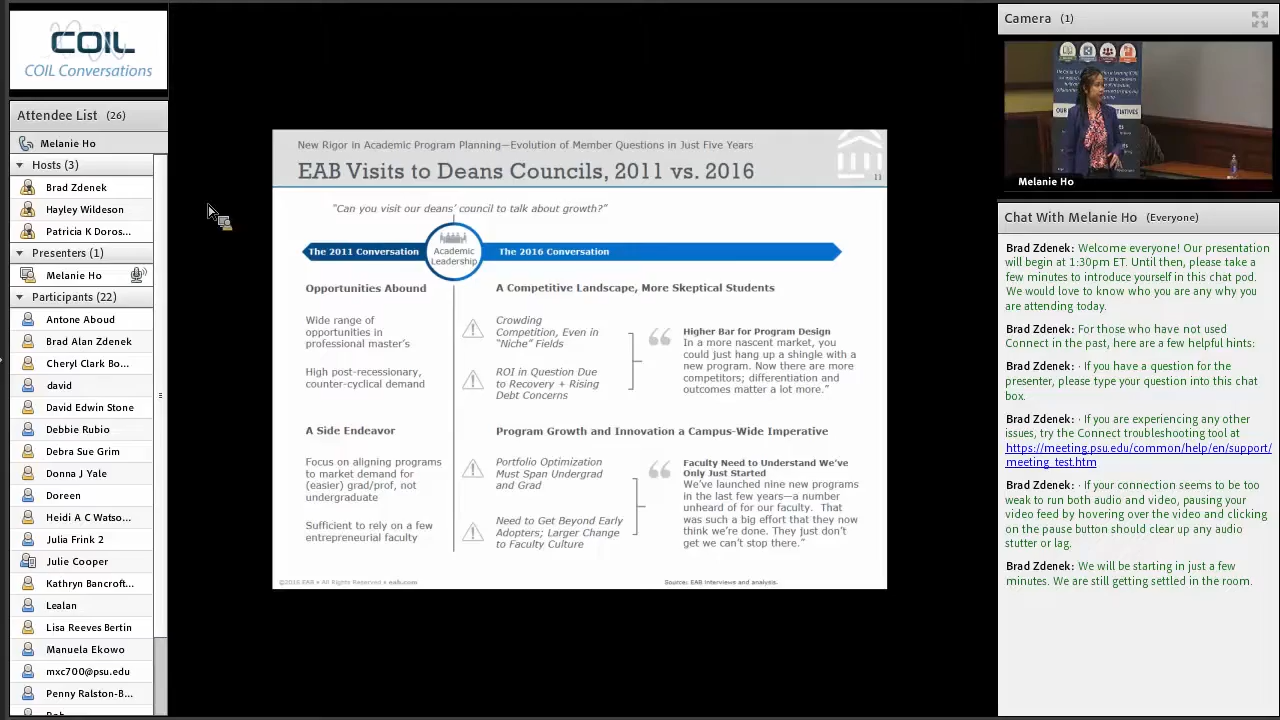 COIL
COIL Conversations
Attendee List (26)
Melanie Ho
Hosts (3)
Brad Zdenek
Hayley Wildeson
Patricia K Doros...
Presenters (1)
Melanie Ho
Participants (22)
Antone Aboud
Brad Alan Zdenek
Cheryl Clark Bo...
david
David Edwin Stone
Debbie Rubio
Debra Sue Grim
Donna J Yale
Doreen
Heidi A C Watso...
Julia Frink 2
Julie Cooper
Kathryn Bancroft...
Lealan
Lisa Reeves Bertin
Manuela Ekowo
mxc700@psu.edu
Penny Ralston-B...
New Rigor in Academic Program Planning—Evolution of Member Questions in Just Five Years
EAB Visits to Deans Councils, 2011 vs. 2016
11
"Can you visit our deans' council to talk about growth?"
The 2011 Conversation
Academic
Leadership
The 2016 Conversation
Opportunities Abound
Wide range of
opportunities in
professional master's
High post-recessionary,
counter-cyclical demand
A Side Endeavor
Focus on aligning programs
to market demand for
(easier) grad/prof, not
undergraduate
Sufficient to rely on a few
entrepreneurial faculty
A Competitive Landscape, More Skeptical Students
Crowding
Competition, Even in
"Niche" Fields
ROI in Question Due
to Recovery + Rising
Debt Concerns
Higher Bar for Program Design
In a more nascent market, you
could just hang up a shingle with a
new program. Now there are more
competitors; differentiation and
outcomes matter a lot more."
Program Growth and Innovation a Campus-Wide Imperative
Portfolio Optimization
Must Span Undergrad
and Grad
Need to Get Beyond Early
Adopters; Larger Change
to Faculty Culture
Faculty Need to Understand We've
Only Just Started
We've launched nine new programs
in the last few years—a number
unheard of for our faculty. That
was such a big effort that they now
think we're done. They just don't
get we can't stop there."
©2016 EAB • All Rights Reserved • eab.com
Source: EAB interviews and analysis.
Camera (1)
Melanie Ho
Chat With Melanie Ho (Everyone)
Brad Zdenek: Welcome everyone! Our presentation
will begin at 1:30pm ET. Until then, please take a
few minutes to introduce yourself in this chat pod.
We would love to know who you are any why you
are attending today.
Brad Zdenek: For those who have not used
Connect in the past, here are a few helpful hints:
Brad Zdenek: · If you have a question for the
presenter, please type your question into this chat
box.
Brad Zdenek: · If you are experiencing any other
issues, try the Connect troubleshooting tool at
https://meeting.psu.edu/common/help/en/support/
meeting_test.htm
Brad Zdenek: · If your connection seems to be too
weak to run both audio and video, pausing your
video feed by hovering over the video and clicking
on the pause button should clear up any audio
stutter or lag.
Brad Zdenek: We will be starting in just a few
minutes. We are still getting settled in the room.